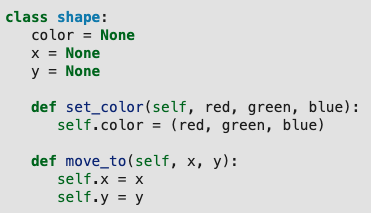 class shape:
    color = None
    x = None
    y = None

    def set_color(self, red, green, blue):
        self.color = (red, green, blue)

    def move_to(self, x, y):
        self.x = x
        self.y = y